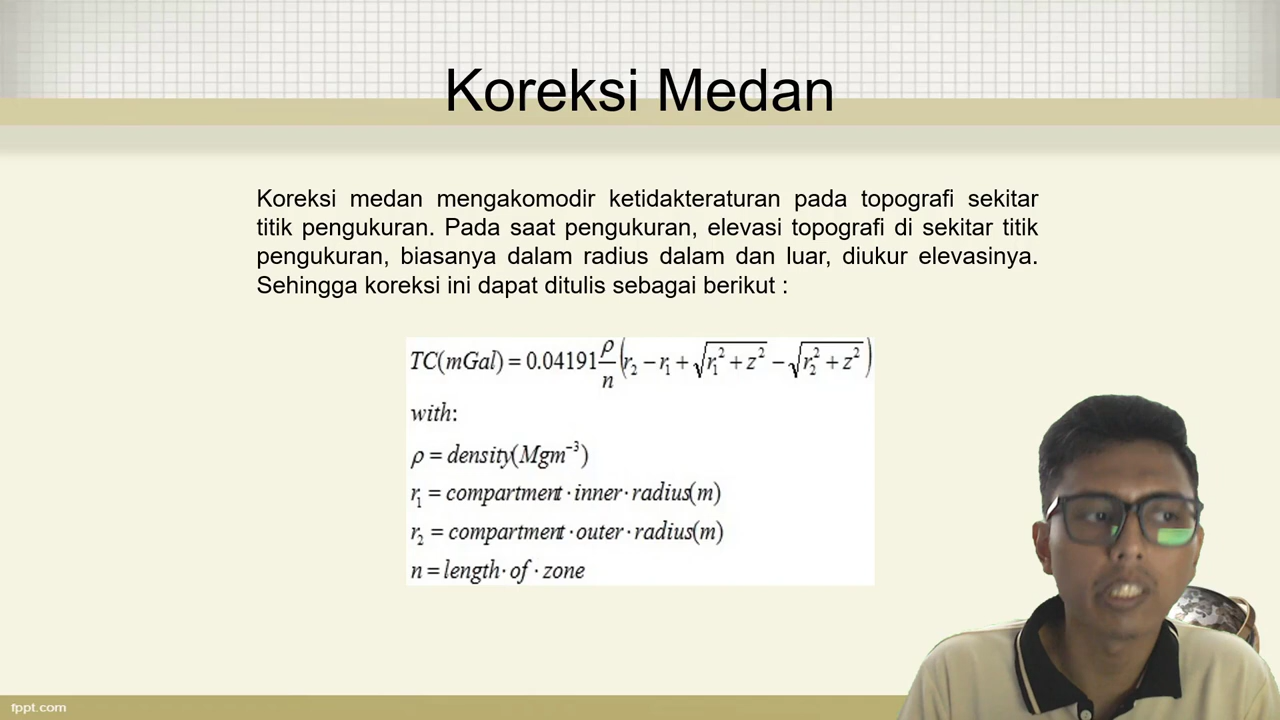 Koreksi Medan
Koreksi medan mengakomodir ketidakteraturan pada topografi sekitar
titik pengukuran. Pada saat pengukuran, elevasi topografi di sekitar titik
pengukuran, biasanya dalam radius dalam dan luar, diukur elevasinya.
Sehingga koreksi ini dapat ditulis sebagai berikut :
TC(mGal) = 0.04191 ρ/n (r₂ − r₁ + √(r₁² + z²) − √(r₂² + z²))
with:
ρ = density(Mgm⁻³)
r₁ = compartment · inner · radius(m)
r₂ = compartment · outer · radius(m)
n = length · of · zone
fppt.com